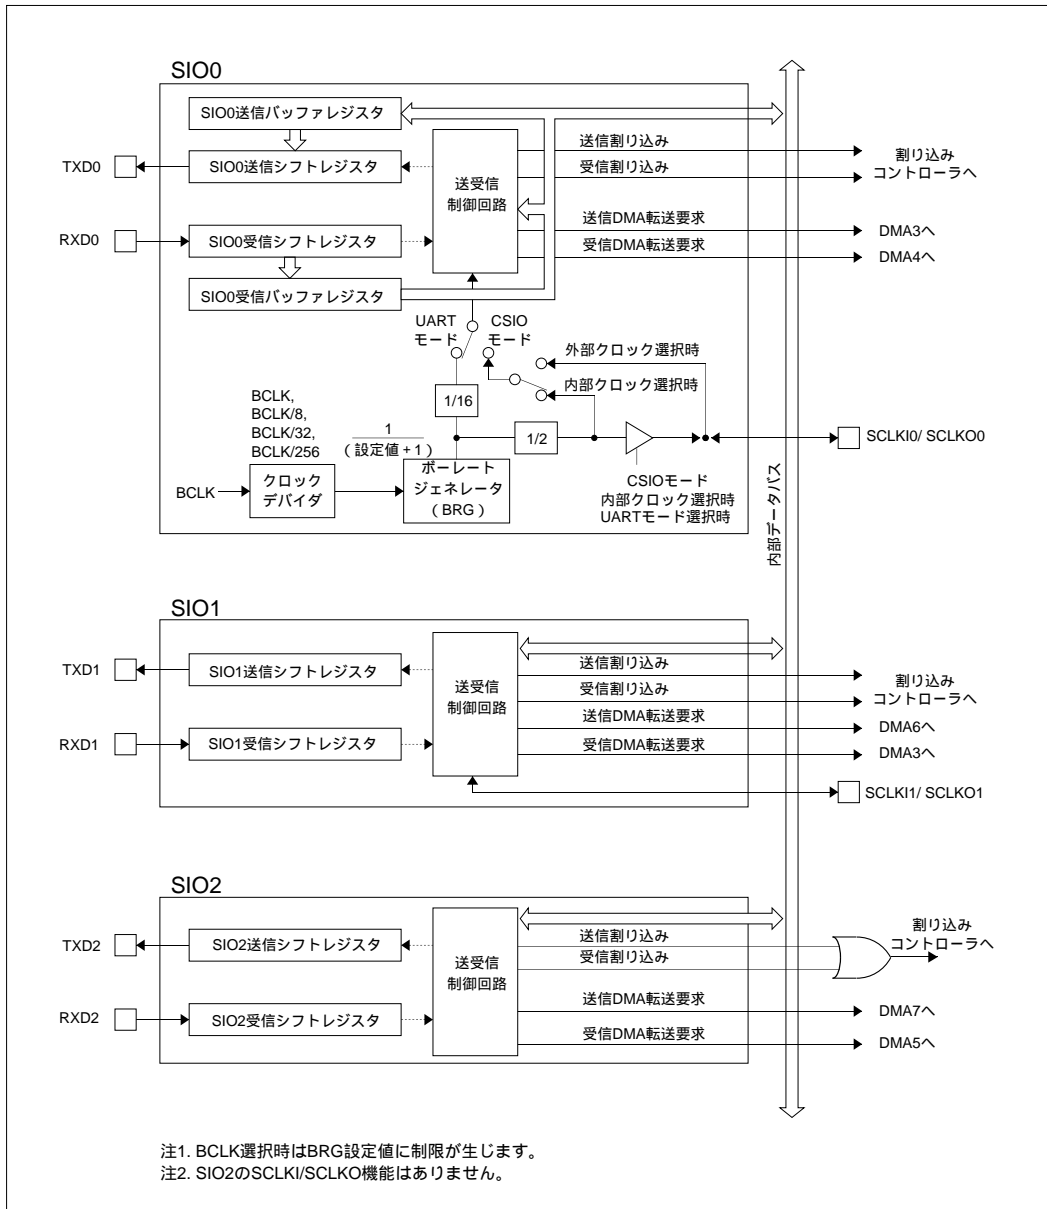 SIO0
SIO0送信バッファレジスタ
TXD0
SIO0送信シフトレジスタ
RXD0
SIO0受信シフトレジスタ
SIO0受信バッファレジスタ
送受信
制御回路
送信割り込み
受信割り込み
割り込み
コントローラへ
送信DMA転送要求
DMA3へ
受信DMA転送要求
DMA4へ
UART
モード
CSIO
モード
外部クロック選択時
内部クロック選択時
1/16
1/2
BCLK,
BCLK/8,
BCLK/32,
BCLK/256
1
(設定値+1)
BCLK
クロック
デバイダ
ボーレート
ジェネレータ
(BRG)
CSIOモード
内部クロック選択時
UARTモード選択時
SCLKI0/ SCLKO0
内部データバス
SIO1
TXD1
SIO1送信シフトレジスタ
RXD1
SIO1受信シフトレジスタ
送受信
制御回路
送信割り込み
受信割り込み
割り込み
コントローラへ
送信DMA転送要求
DMA6へ
受信DMA転送要求
DMA3へ
SCLKI1/ SCLKO1
SIO2
TXD2
SIO2送信シフトレジスタ
RXD2
SIO2受信シフトレジスタ
送受信
制御回路
送信割り込み
受信割り込み
割り込み
コントローラへ
送信DMA転送要求
DMA7へ
受信DMA転送要求
DMA5へ
注1. BCLK選択時はBRG設定値に制限が生じます。
注2. SIO2のSCLKI/SCLKO機能はありません。